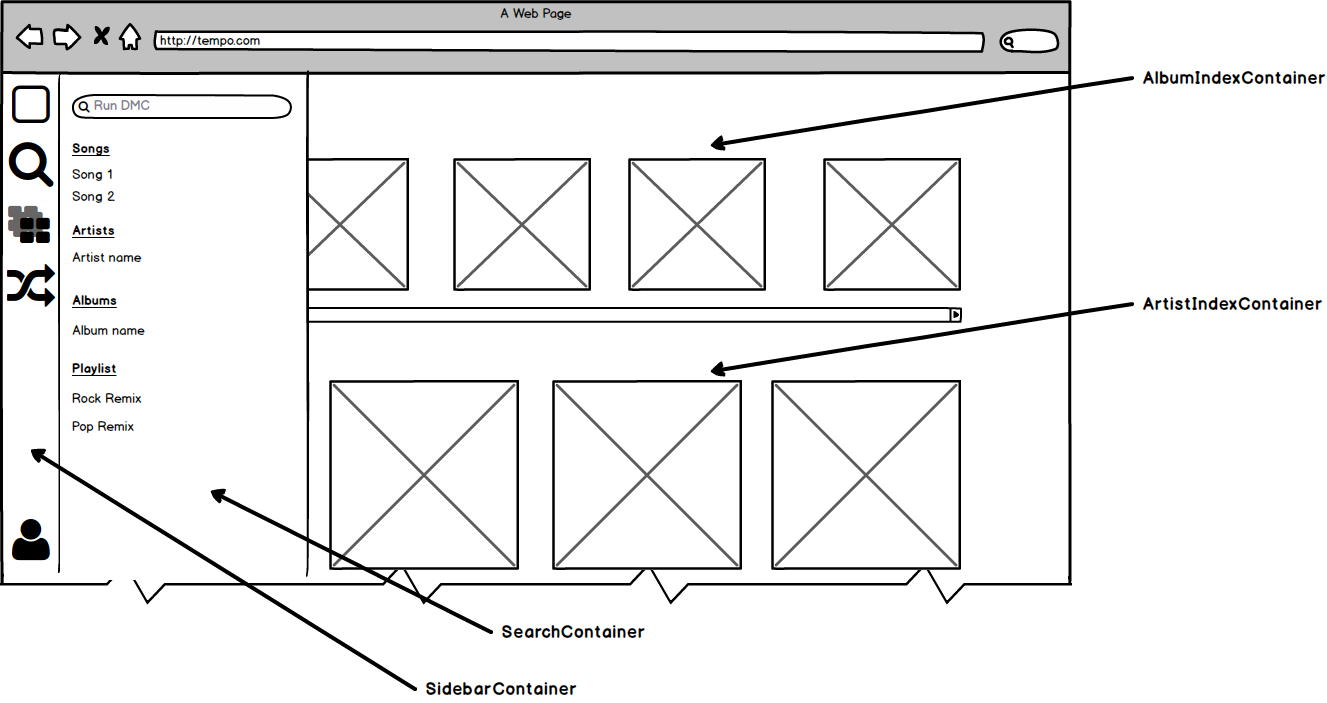 A Web Page
http://tempo.com
Run DMC
Songs
Song 1
Song 2
Artists
Artist name
Albums
Album name
Playlist
Rock Remix
Pop Remix
AlbumIndexContainer
ArtistIndexContainer
SearchContainer
SidebarContainer